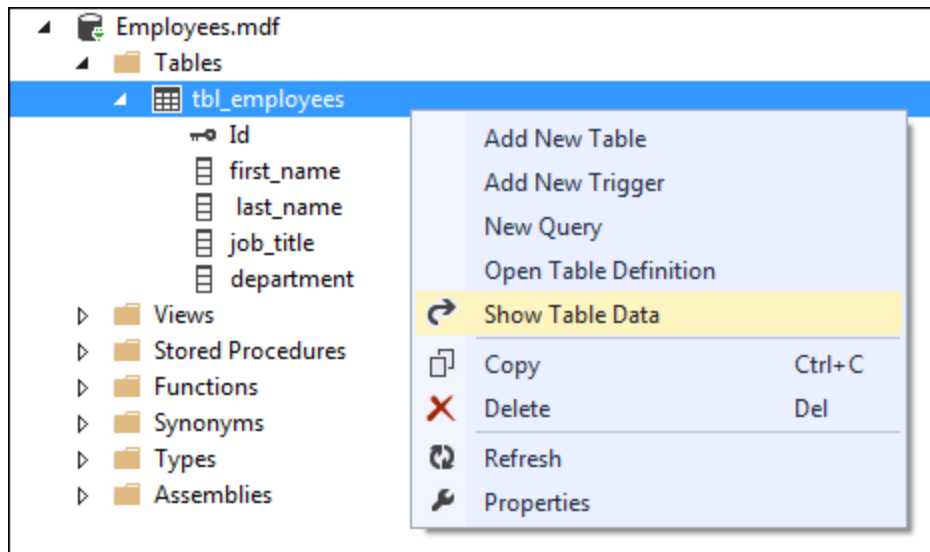 Employees.mdf
Tables
tbl_employees
Id
first_name
last_name
job_title
department
Views
Stored Procedures
Functions
Synonyms
Types
Assemblies
Add New Table
Add New Trigger
New Query
Open Table Definition
Show Table Data
Copy Ctrl+C
Delete Del
Refresh
Properties